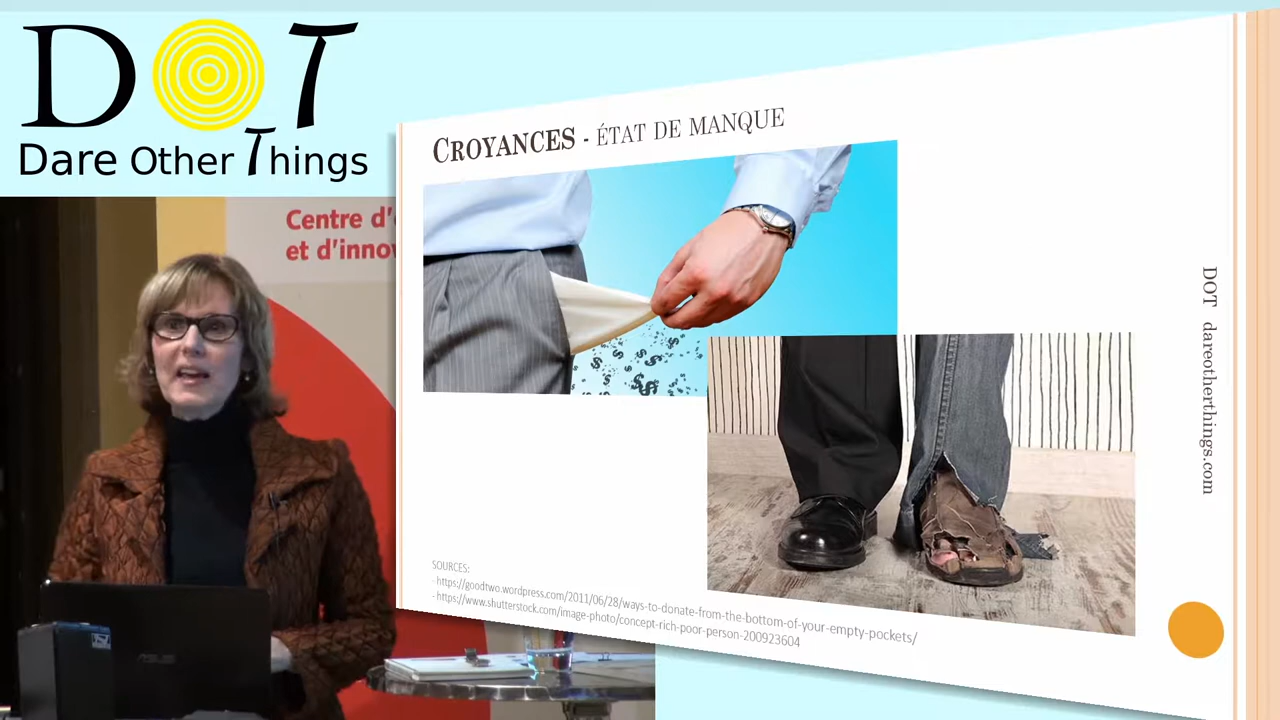 DOT
Dare Other Things
Centre d'
et d'inno
CROYANCES - ÉTAT DE MANQUE
DOT dareotherthings.com
SOURCES:
- https://goodtwo.wordpress.com/2011/06/28/ways-to-donate-from-the-bottom-of-your-empty-pockets/
- https://www.shutterstock.com/image-photo/concept-rich-poor-person-200923604
ASUS